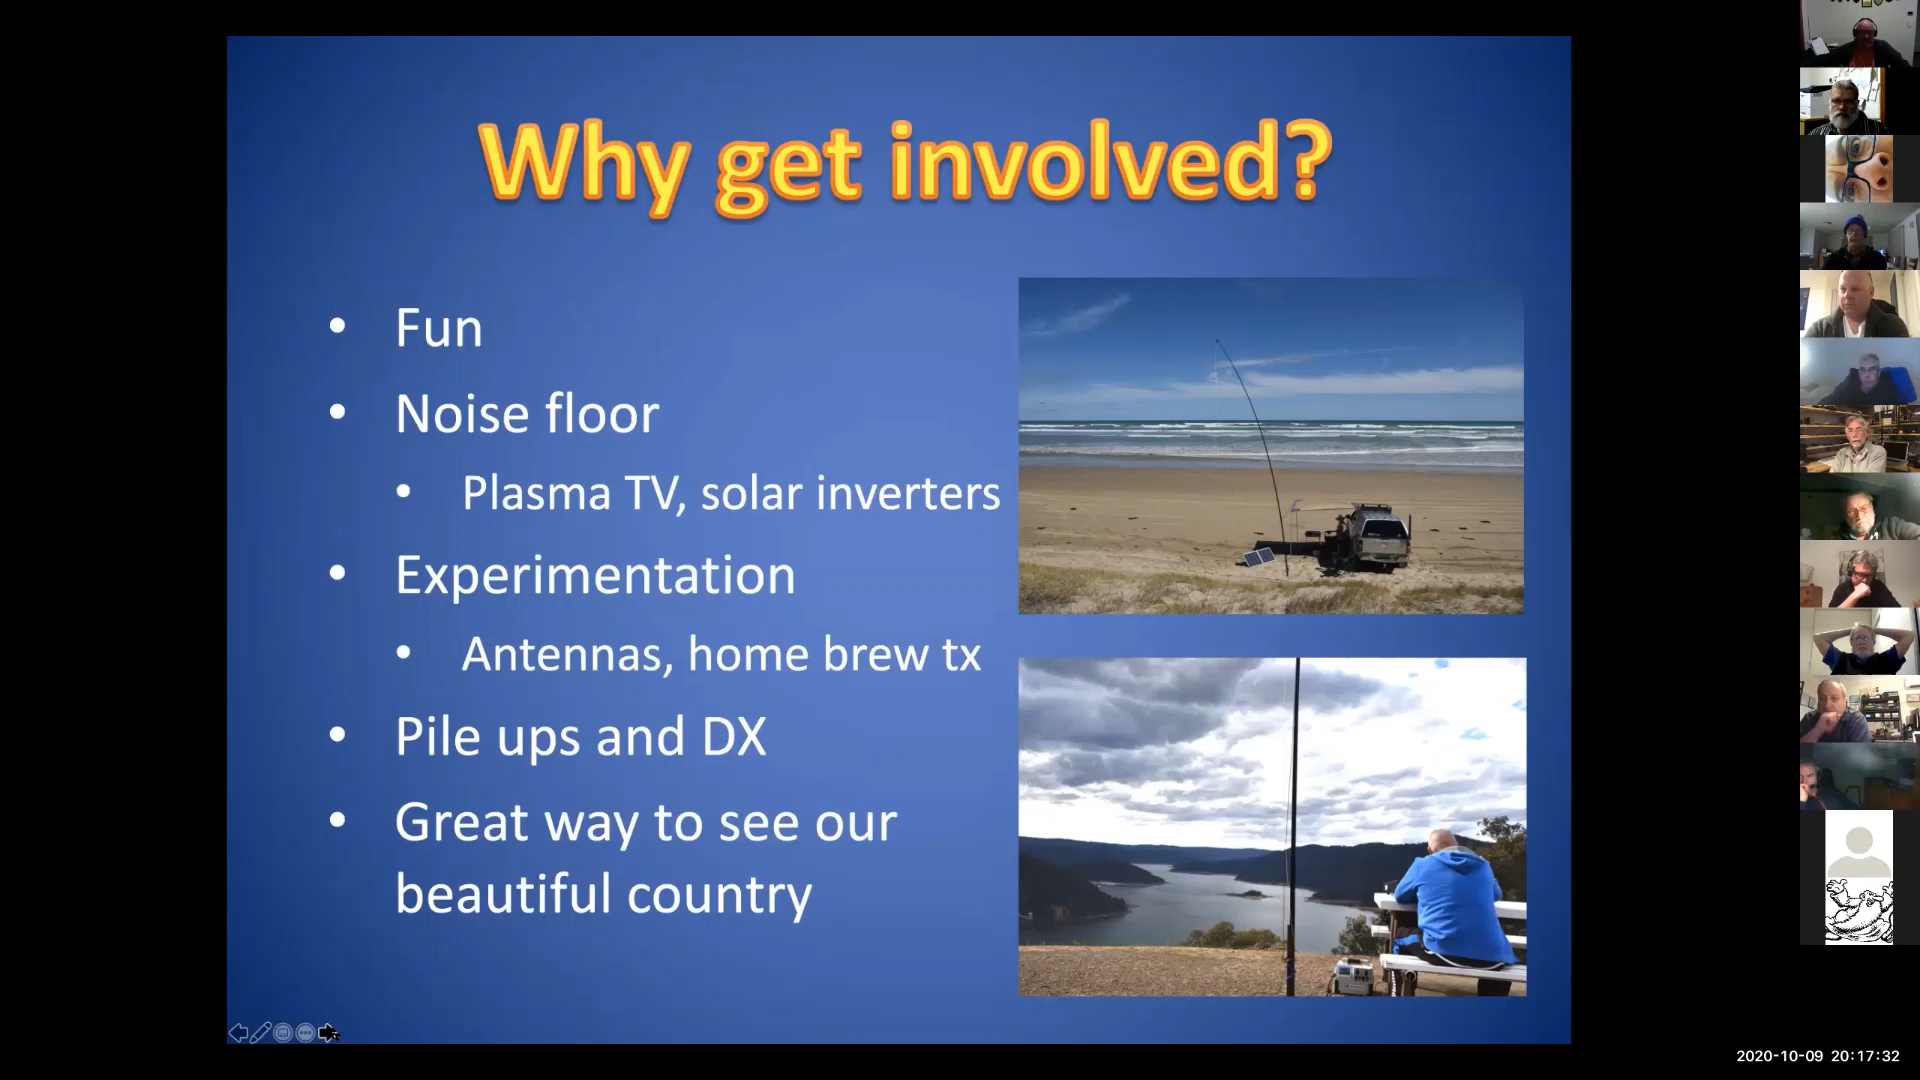 Why get involved?
• Fun
• Noise floor
• Plasma TV, solar inverters
• Experimentation
• Antennas, home brew tx
• Pile ups and DX
• Great way to see our
beautiful country
2020-10-09 20:17:32